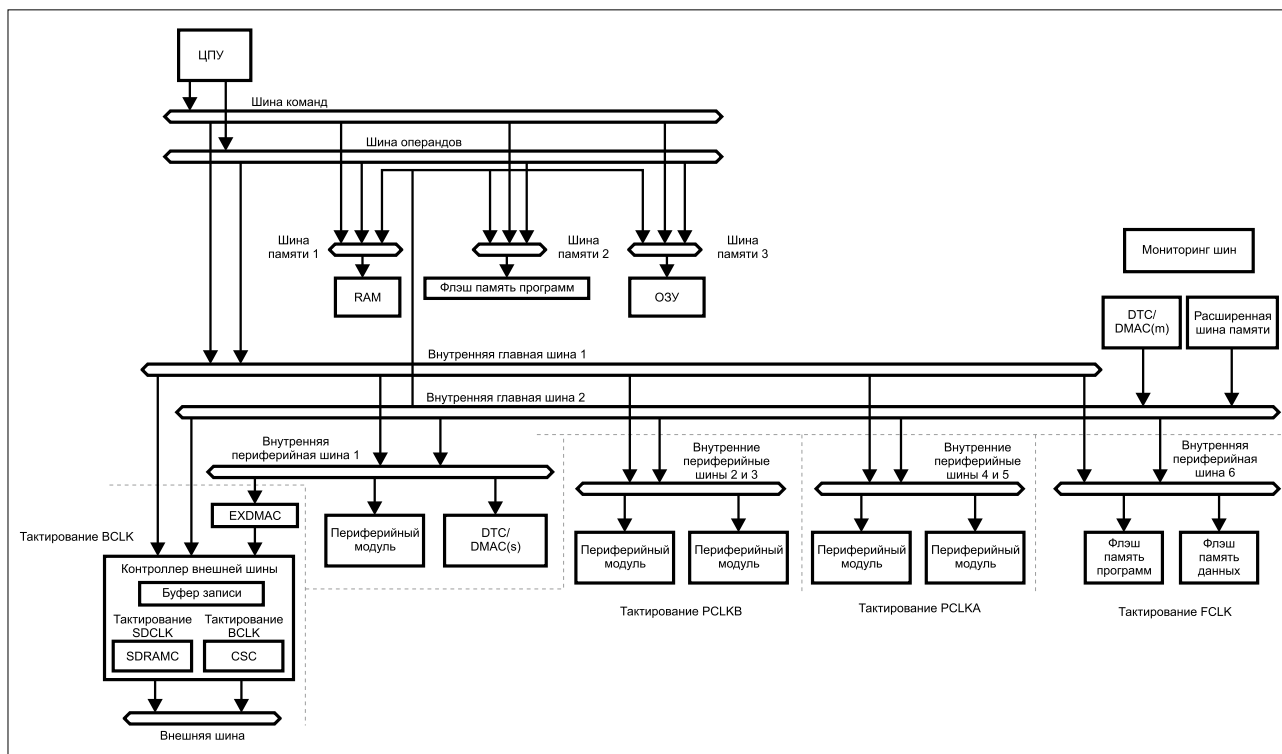 ЦПУ
Шина команд
Шина операндов
Шина
памяти 1
Шина
памяти 2
Шина
памяти 3
RAM
Флэш память программ
ОЗУ
Мониторинг шин
DTC/
DMAC(m)
Расширенная
шина памяти
Внутренняя главная шина 1
Внутренняя главная шина 2
Внутренняя
периферийная шина 1
Внутренние
периферийные
шины 2 и 3
Внутренние
периферийные
шины 4 и 5
Внутренняя
периферийная
шина 6
Тактирование BCLK
EXDMAC
Периферийный
модуль
DTC/
DMAC(s)
Периферийный
модуль
Периферийный
модуль
Периферийный
модуль
Периферийный
модуль
Флэш
память
программ
Флэш
память
данных
Контроллер внешней шины
Буфер записи
Тактирование
SDCLK
Тактирование
BCLK
SDRAMC
CSC
Тактирование PCLKB
Тактирование PCLKA
Тактирование FCLK
Внешняя шина